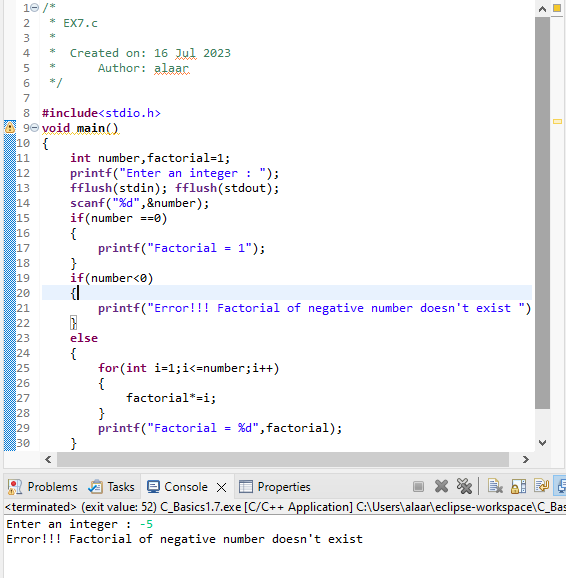 1 /*
2  * EX7.c
3  *
4  *  Created on: 16 Jul 2023
5  *      Author: alaar
6  */
7
8 #include<stdio.h>
9 void main()
10 {
11     int number,factorial=1;
12     printf("Enter an integer : ");
13     fflush(stdin); fflush(stdout);
14     scanf("%d",&number);
15     if(number ==0)
16     {
17         printf("Factorial = 1");
18     }
19     if(number<0)
20     {
21         printf("Error!!! Factorial of negative number doesn't exist ")
22     }
23     else
24     {
25         for(int i=1;i<=number;i++)
26         {
27             factorial*=i;
28         }
29         printf("Factorial = %d",factorial);
30     }
Problems Tasks Console Properties
<terminated> (exit value: 52) C_Basics1.7.exe [C/C++ Application] C:\Users\alaar\eclipse-workspace\C_Bas
Enter an integer : -5
Error!!! Factorial of negative number doesn't exist